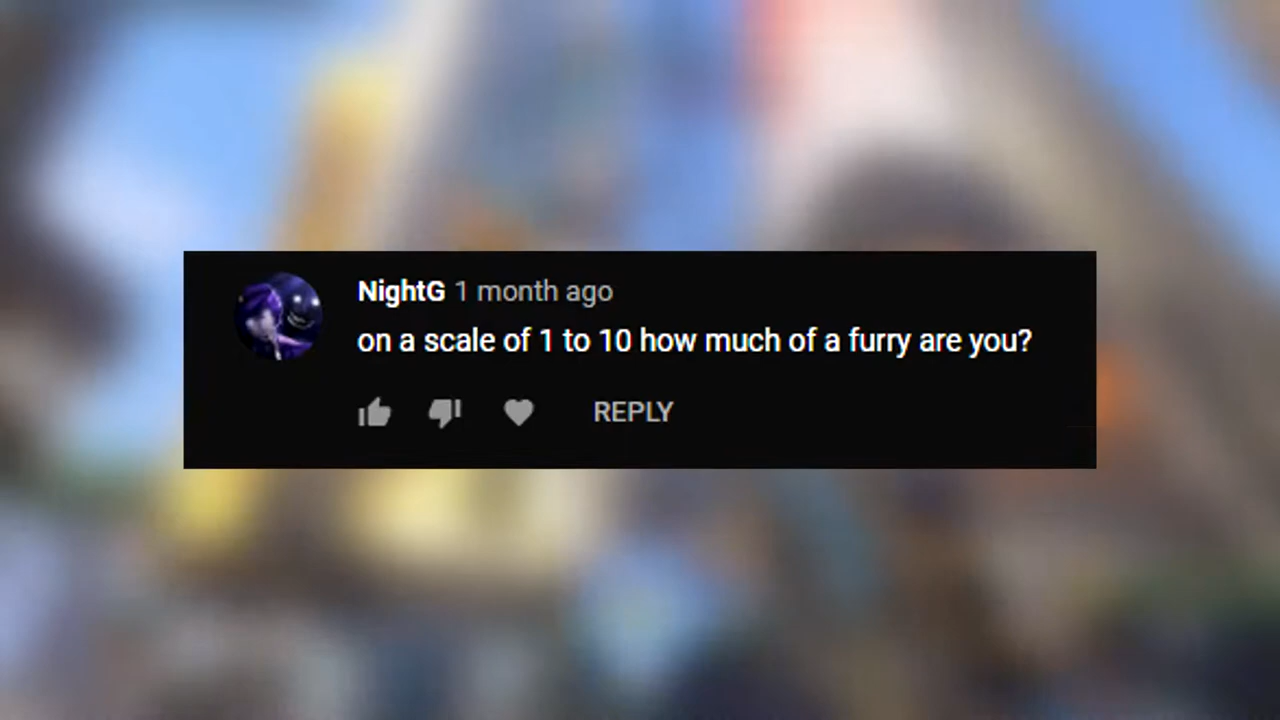 NightG 1 month ago
on a scale of 1 to 10 how much of a furry are you?
REPLY